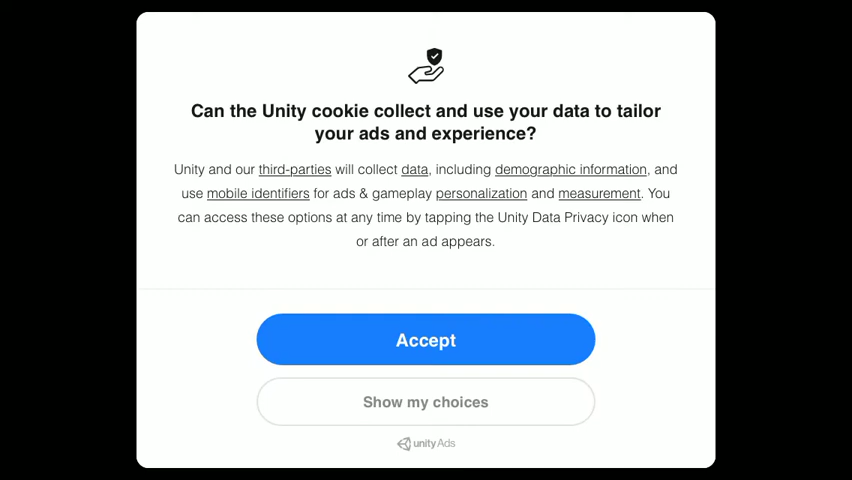 Can the Unity cookie collect and use your data to tailor
your ads and experience?
Unity and our third-parties will collect data, including demographic information, and
use mobile identifiers for ads & gameplay personalization and measurement. You
can access these options at any time by tapping the Unity Data Privacy icon when
or after an ad appears.
Accept
Show my choices
unity Ads